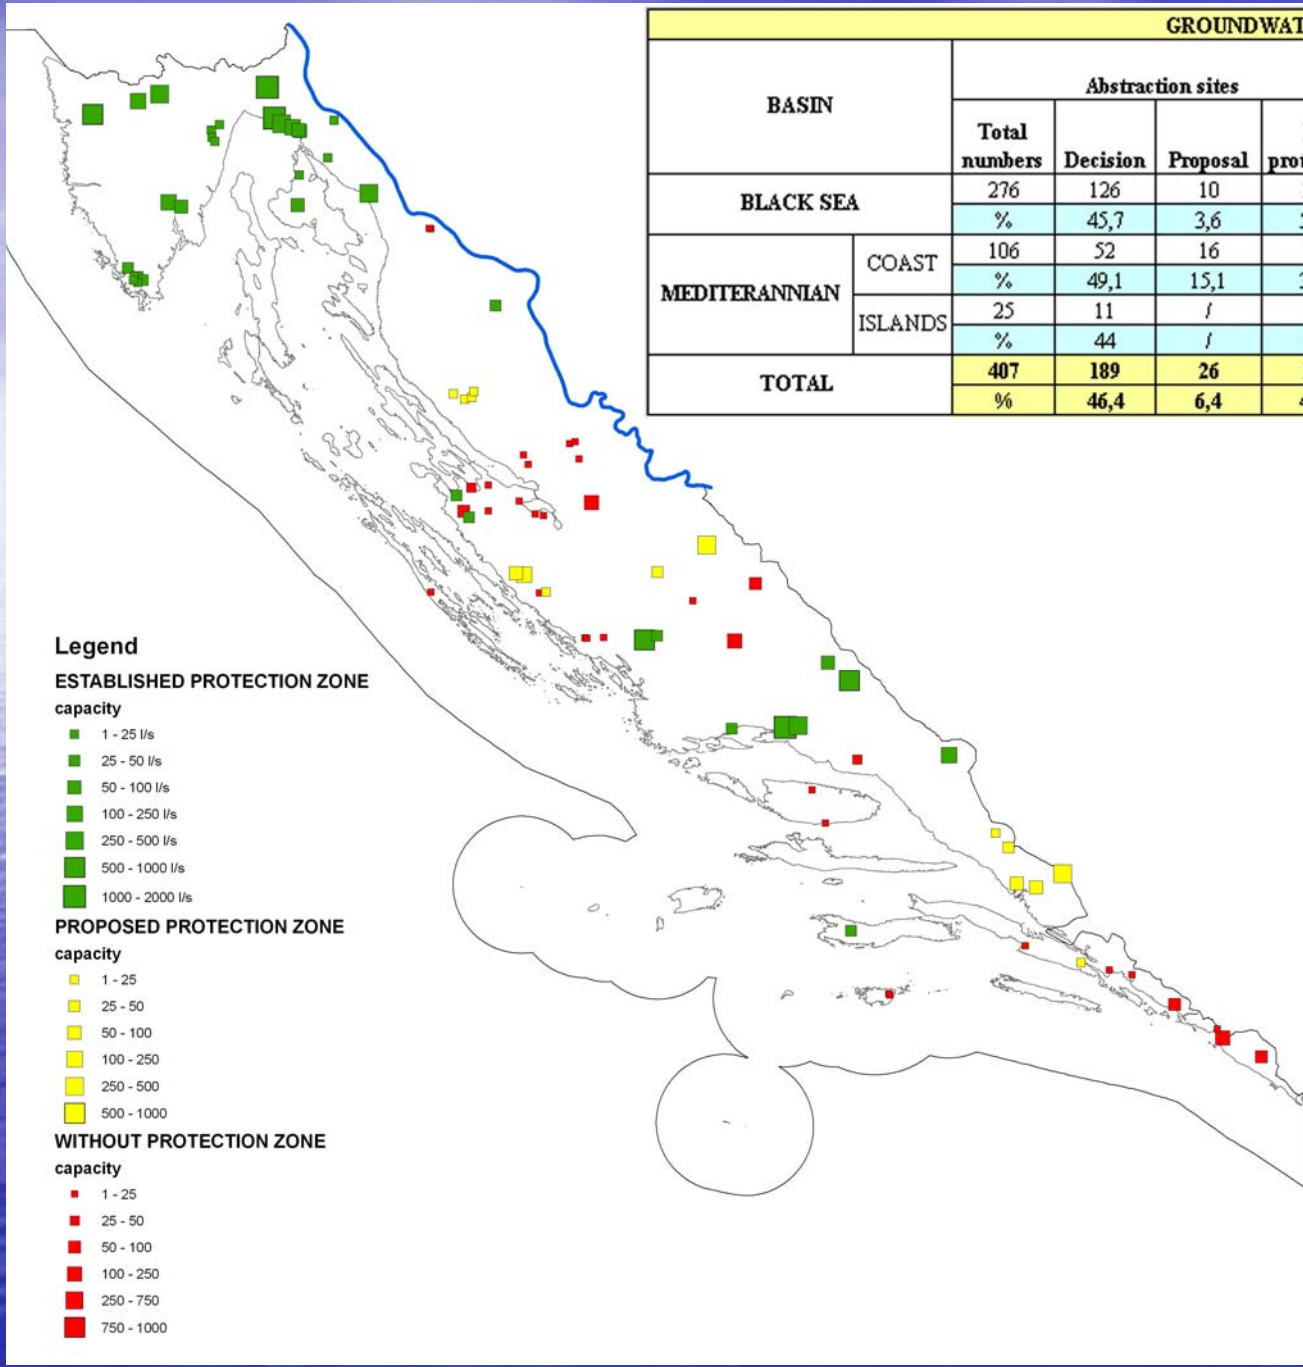 GROUNDWAT
BASIN
Abstraction sites
Total numbers
Decision
Proposal
BLACK SEA
276 126 10
% 45,7 3,6
MEDITERANNIAN
COAST
106 52 16
% 49,1 15,1
ISLANDS
25 11 /
% 44 /
TOTAL
407 189 26
% 46,4 6,4
Legend
ESTABLISHED PROTECTION ZONE
capacity
1 - 25 l/s
25 - 50 l/s
50 - 100 l/s
100 - 250 l/s
250 - 500 l/s
500 - 1000 l/s
1000 - 2000 l/s
PROPOSED PROTECTION ZONE
capacity
1 - 25
25 - 50
50 - 100
100 - 250
250 - 500
500 - 1000
WITHOUT PROTECTION ZONE
capacity
1 - 25
25 - 50
50 - 100
100 - 250
250 - 750
750 - 1000